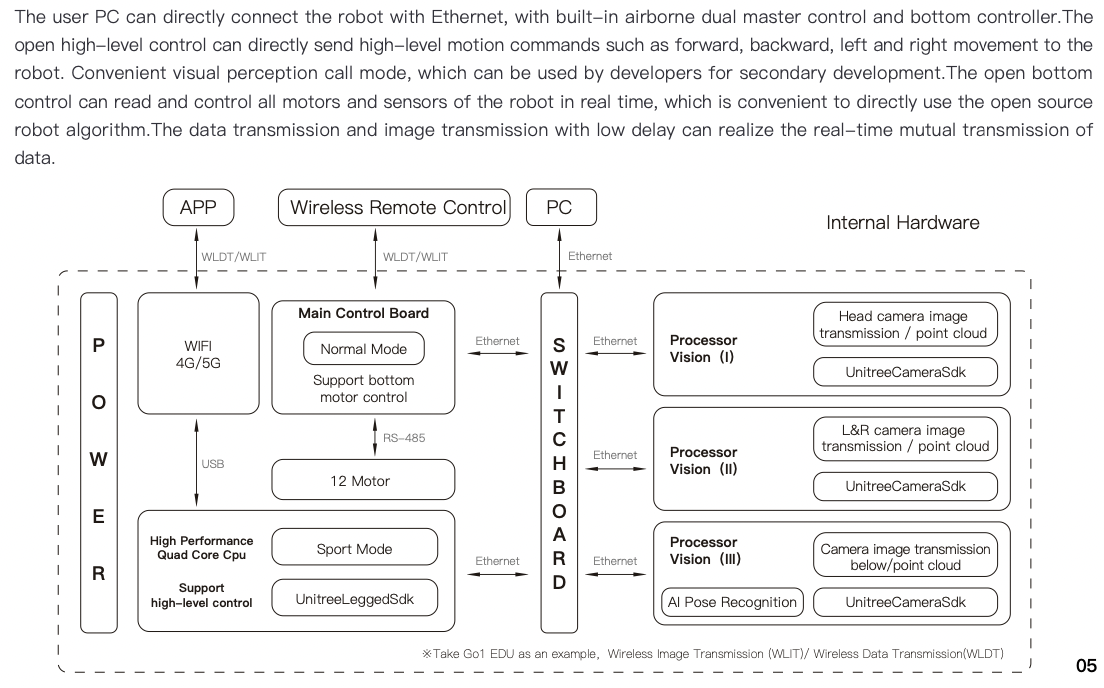 The user PC can directly connect the robot with Ethernet, with built-in airborne dual master control and bottom controller.The
open high-level control can directly send high-level motion commands such as forward, backward, left and right movement to the
robot. Convenient visual perception call mode, which can be used by developers for secondary development.The open bottom
control can read and control all motors and sensors of the robot in real time, which is convenient to directly use the open source
robot algorithm.The data transmission and image transmission with low delay can realize the real-time mutual transmission of
data.
APP
Wireless Remote Control
PC
Internal Hardware
WLDT/WLIT
WLDT/WLIT
Ethernet
POWER
WIFI
4G/5G
Main Control Board
Normal Mode
Support bottom
motor control
Ethernet
SWITCHBOARD
Ethernet
Processor
Vision (I)
Head camera image
transmission / point cloud
UnitreeCameraSdk
USB
RS-485
12 Motor
Ethernet
Processor
Vision (II)
L&R camera image
transmission / point cloud
UnitreeCameraSdk
High Performance
Quad Core Cpu
Sport Mode
Support
high-level control
UnitreeLeggedSdk
Ethernet
Ethernet
Processor
Vision (III)
Camera image transmission
below/point cloud
AI Pose Recognition
UnitreeCameraSdk
※Take Go1 EDU as an example, Wireless Image Transmission (WLIT)/ Wireless Data Transmission(WLDT)
05